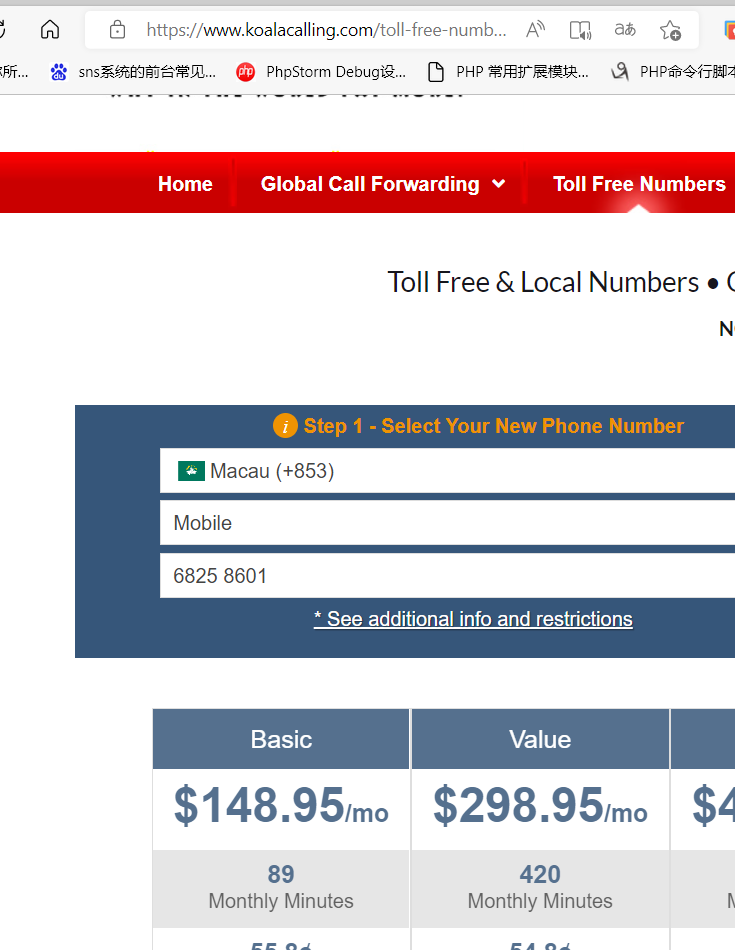 https://www.koalacalling.com/toll-free-numb...
所...
sns系统的前台常见...
php
PhpStorm Debug设...
PHP 常用扩展模块...
PHP命令行脚本
Home
Global Call Forwarding
Toll Free Numbers
Toll Free & Local Numbers •
Step 1 - Select Your New Phone Number
Macau (+853)
Mobile
6825 8601
* See additional info and restrictions
Basic
Value
$148.95/mo
$298.95/mo
$4
89
420
Monthly Minutes
Monthly Minutes